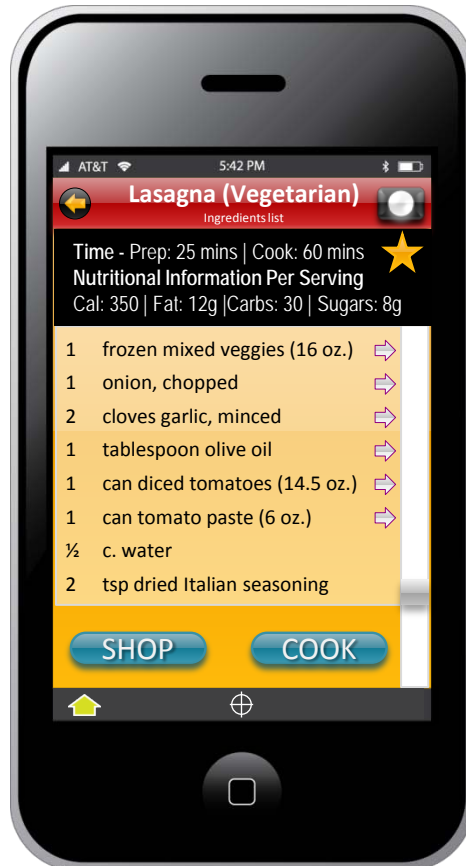 AT&T 5:42 PM
Lasagna (Vegetarian)
Ingredients list
Time - Prep: 25 mins | Cook: 60 mins
Nutritional Information Per Serving
Cal: 350 | Fat: 12g |Carbs: 30 | Sugars: 8g
1 frozen mixed veggies (16 oz.)
1 onion, chopped
2 cloves garlic, minced
1 tablespoon olive oil
1 can diced tomatoes (14.5 oz.)
1 can tomato paste (6 oz.)
½ c. water
2 tsp dried Italian seasoning
SHOP COOK